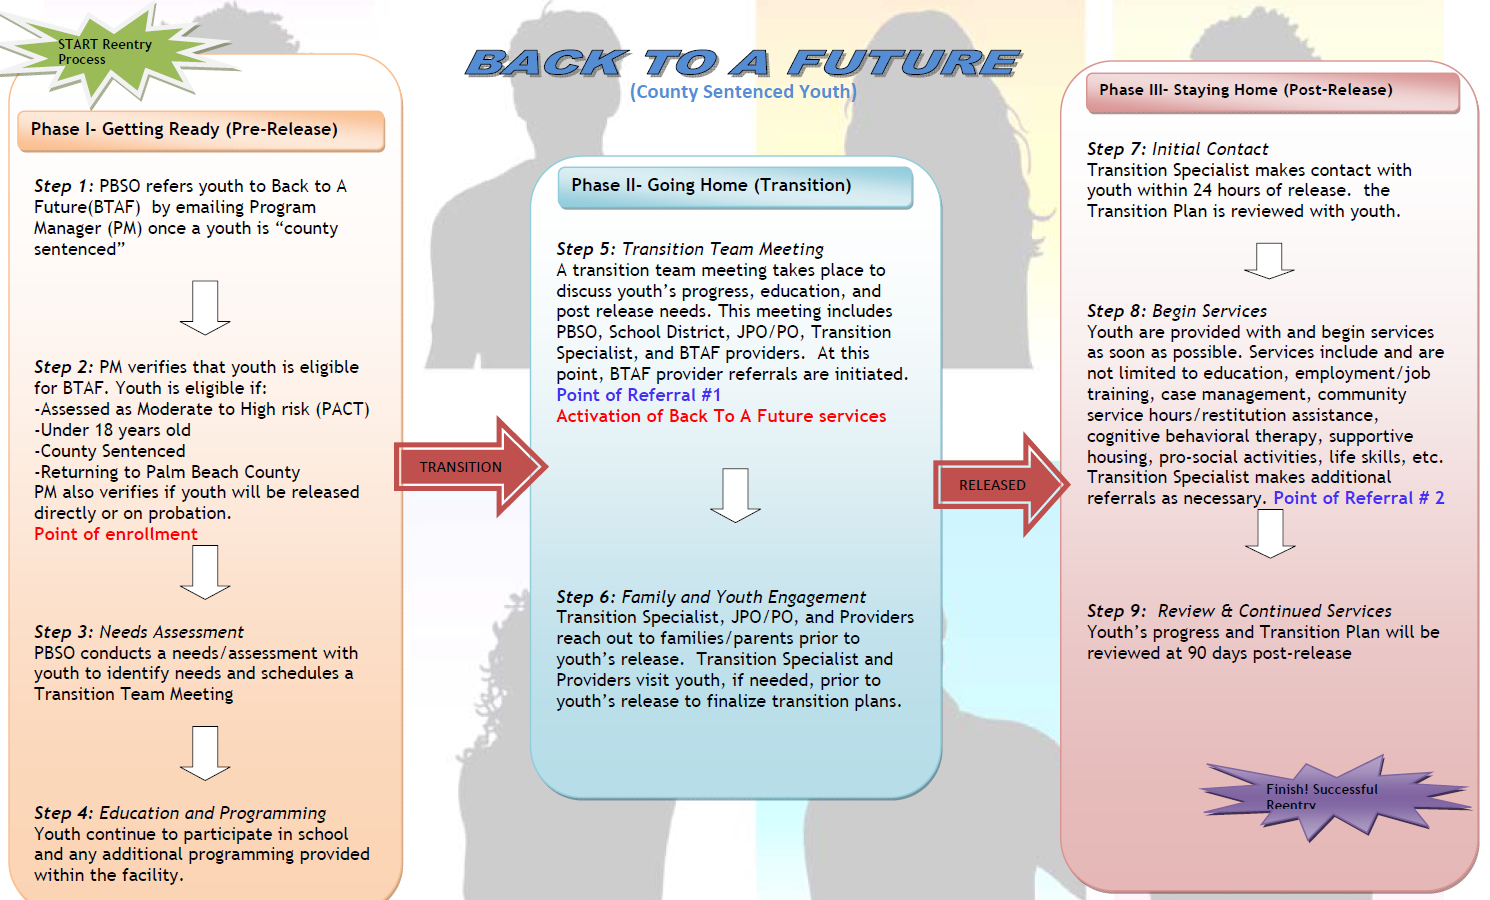 START Reentry
Process
BACK TO A FUTURE
(County Sentenced Youth)
Phase I- Getting Ready (Pre-Release)
Step 1: PBSO refers youth to Back to A
Future(BTAF)  by emailing Program
Manager (PM) once a youth is “county
sentenced”
Step 2: PM verifies that youth is eligible
for BTAF. Youth is eligible if:
-Assessed as Moderate to High risk (PACT)
-Under 18 years old
-County Sentenced
-Returning to Palm Beach County
PM also verifies if youth will be released
directly or on probation.
Point of enrollment
Step 3: Needs Assessment
PBSO conducts a needs/assessment with
youth to identify needs and schedules a
Transition Team Meeting
Step 4: Education and Programming
Youth continue to participate in school
and any additional programming provided
within the facility.
TRANSITION
Phase II- Going Home (Transition)
Step 5: Transition Team Meeting
A transition team meeting takes place to
discuss youth’s progress, education, and
post release needs. This meeting includes
PBSO, School District, JPO/PO, Transition
Specialist, and BTAF providers.  At this
point, BTAF provider referrals are initiated.
Point of Referral #1
Activation of Back To A Future services
Step 6: Family and Youth Engagement
Transition Specialist, JPO/PO, and Providers
reach out to families/parents prior to
youth’s release.  Transition Specialist and
Providers visit youth, if needed, prior to
youth’s release to finalize transition plans.
RELEASED
Phase III- Staying Home (Post-Release)
Step 7: Initial Contact
Transition Specialist makes contact with
youth within 24 hours of release.  the
Transition Plan is reviewed with youth.
Step 8: Begin Services
Youth are provided with and begin services
as soon as possible. Services include and are
not limited to education, employment/job
training, case management, community
service hours/restitution assistance,
cognitive behavioral therapy, supportive
housing, pro-social activities, life skills, etc.
Transition Specialist makes additional
referrals as necessary. Point of Referral # 2
Step 9:  Review & Continued Services
Youth’s progress and Transition Plan will be
reviewed at 90 days post-release
Finish! Successful
Reentry